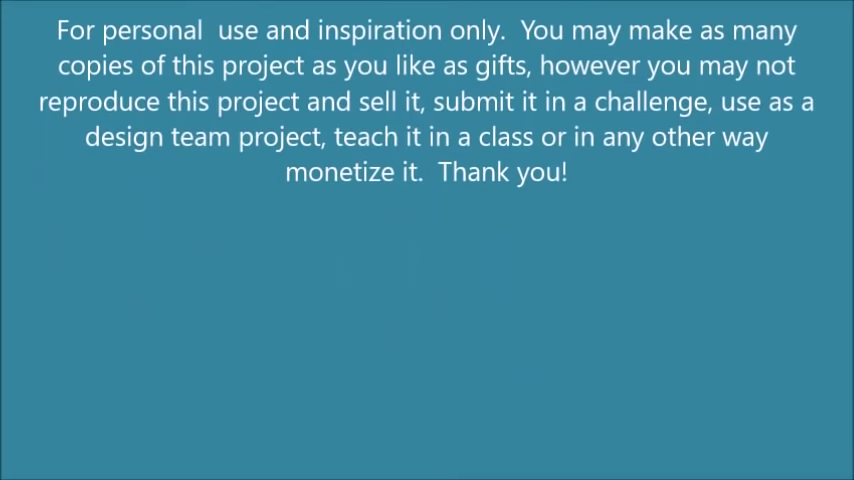 For personal  use and inspiration only.  You may make as many
copies of this project as you like as gifts, however you may not
reproduce this project and sell it, submit it in a challenge, use as a
design team project, teach it in a class or in any other way
monetize it.  Thank you!